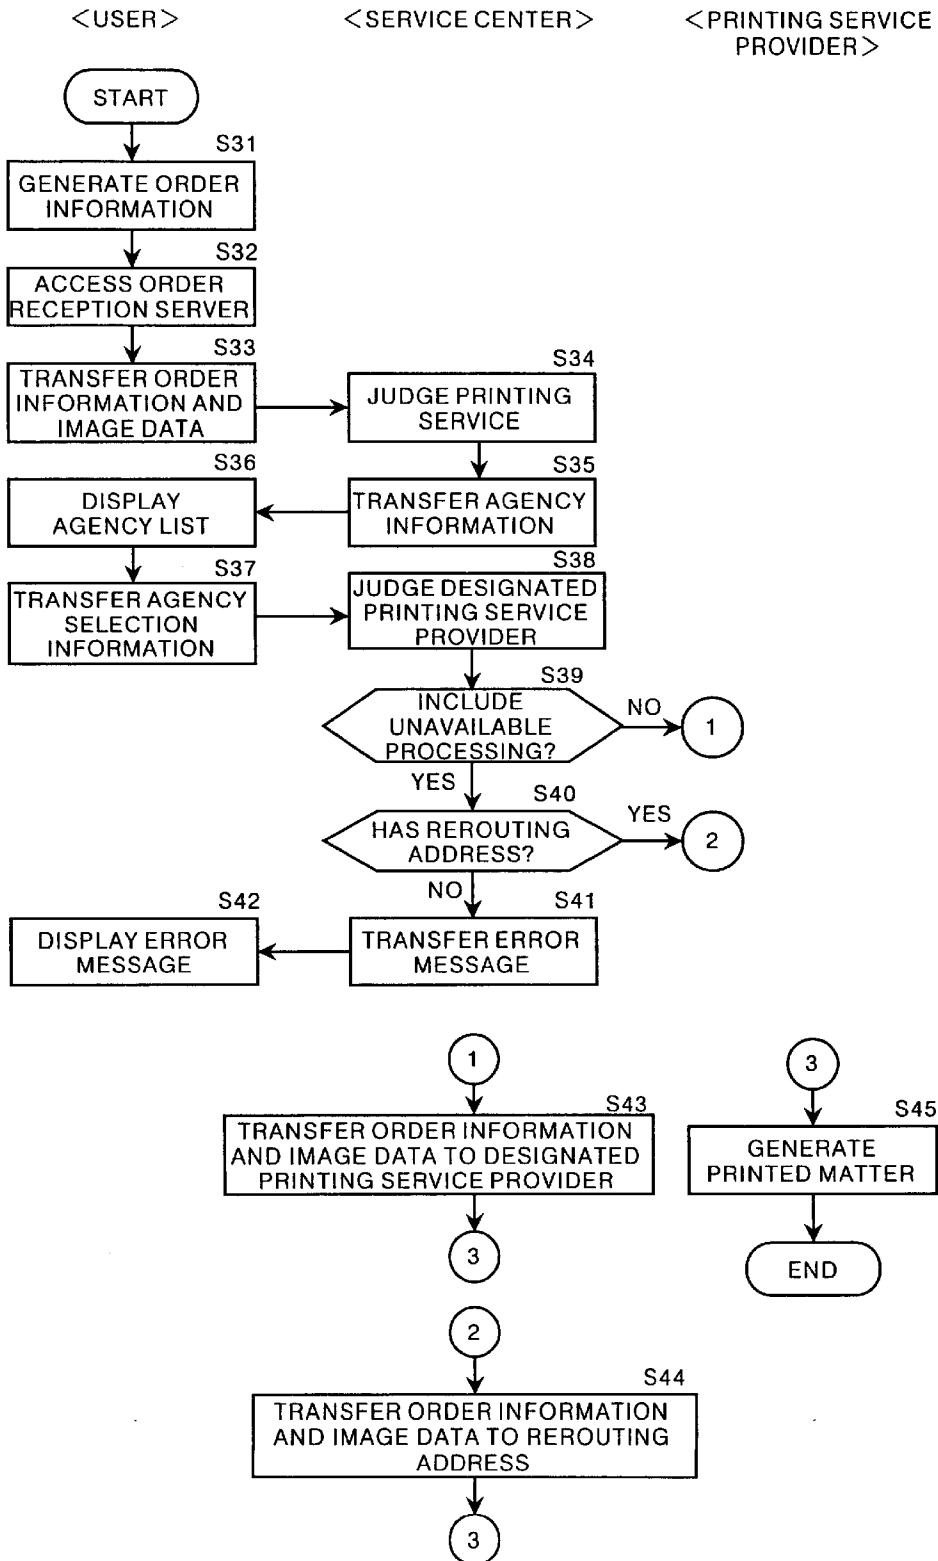 <USER>
<SERVICE CENTER>
<PRINTING SERVICE
PROVIDER>
START
S31
GENERATE ORDER
INFORMATION
S32
ACCESS ORDER
RECEPTION SERVER
S33
TRANSFER ORDER
INFORMATION AND
IMAGE DATA
S34
JUDGE PRINTING
SERVICE
S35
TRANSFER AGENCY
INFORMATION
S36
DISPLAY
AGENCY LIST
S37
TRANSFER AGENCY
SELECTION
INFORMATION
S38
JUDGE DESIGNATED
PRINTING SERVICE
PROVIDER
S39
INCLUDE
UNAVAILABLE
PROCESSING?
NO
1
YES
S40
HAS REROUTING
ADDRESS?
YES
2
NO
S41
TRANSFER ERROR
MESSAGE
S42
DISPLAY ERROR
MESSAGE
1
S43
TRANSFER ORDER INFORMATION
AND IMAGE DATA TO DESIGNATED
PRINTING SERVICE PROVIDER
3
3
S45
GENERATE
PRINTED MATTER
END
2
S44
TRANSFER ORDER INFORMATION
AND IMAGE DATA TO REROUTING
ADDRESS
3